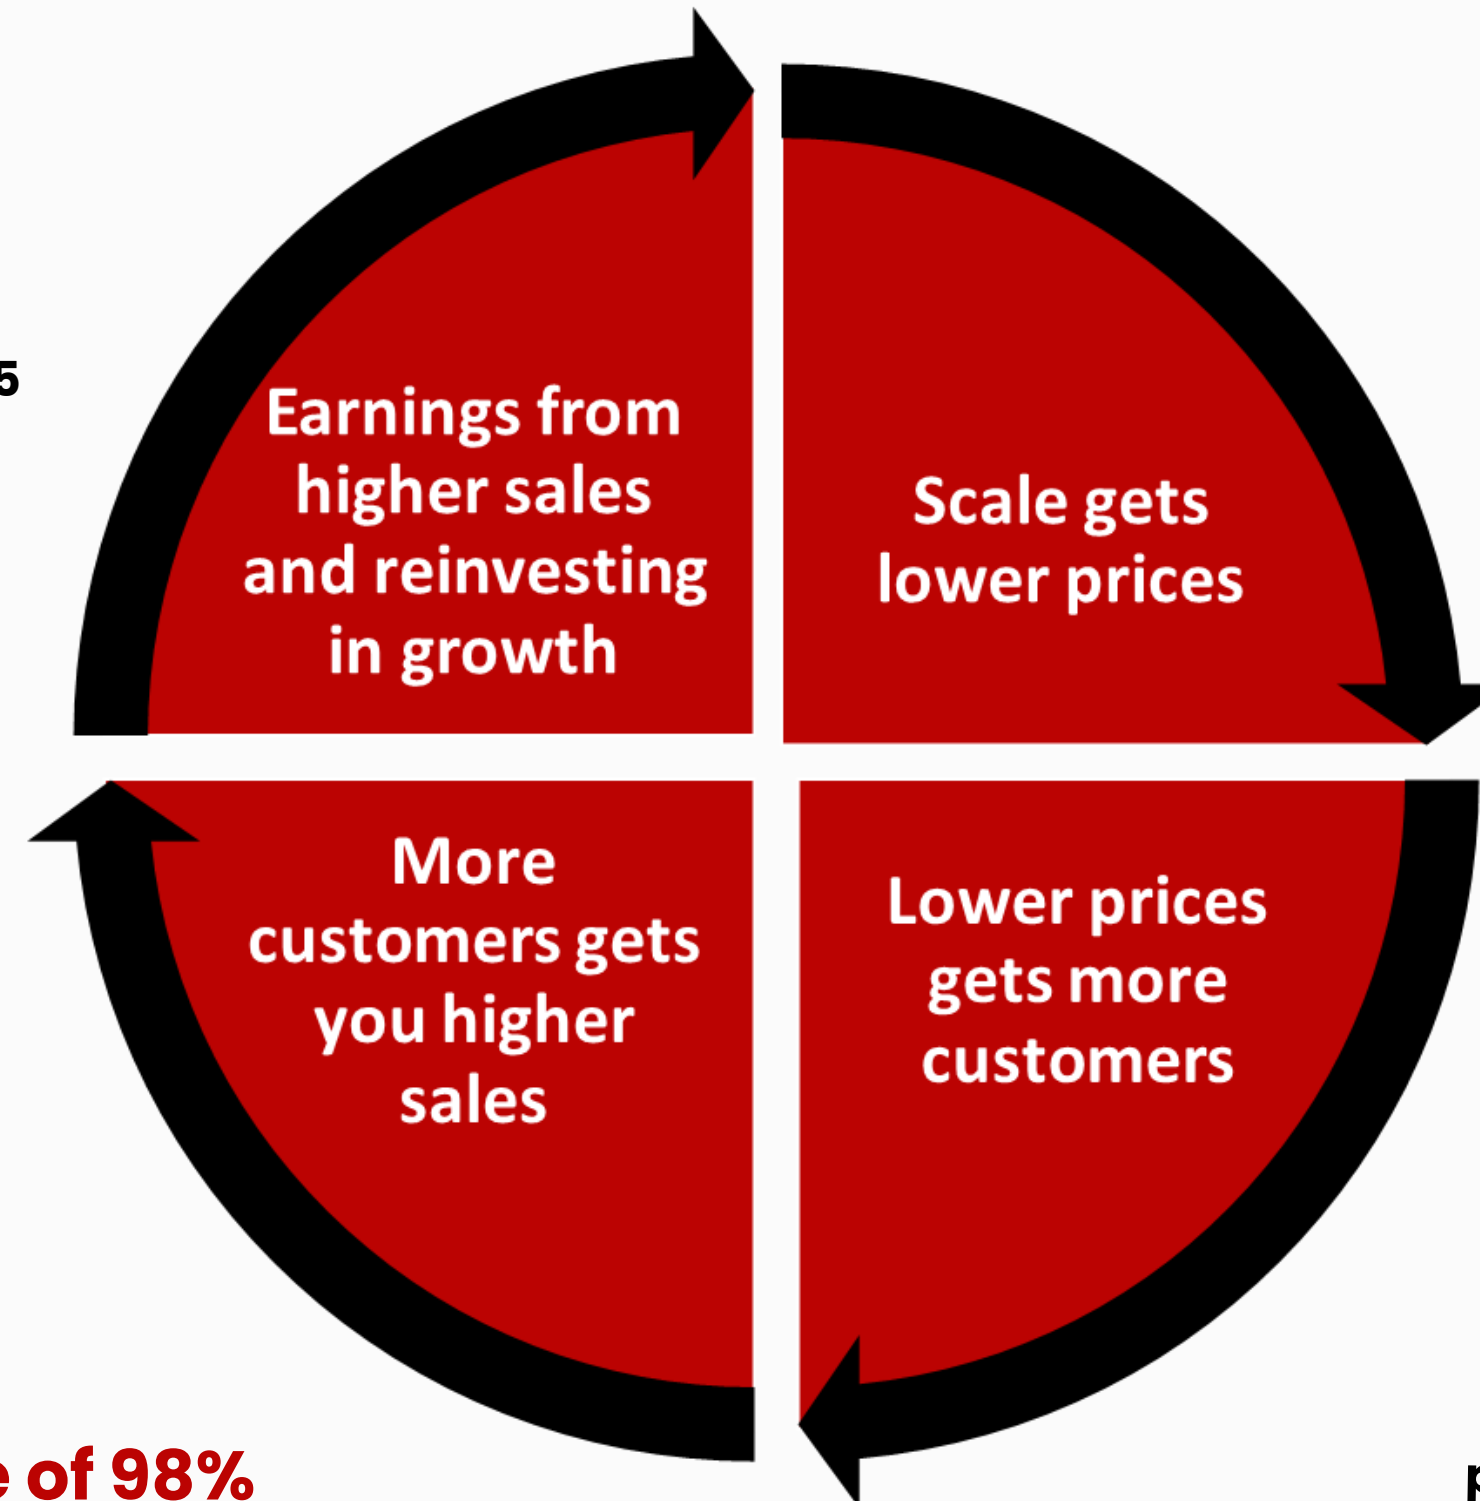 5
Earnings from
higher sales
and reinvesting
in growth
Scale gets
lower prices
More
customers gets
you higher
sales
Lower prices
gets more
customers
of 98%